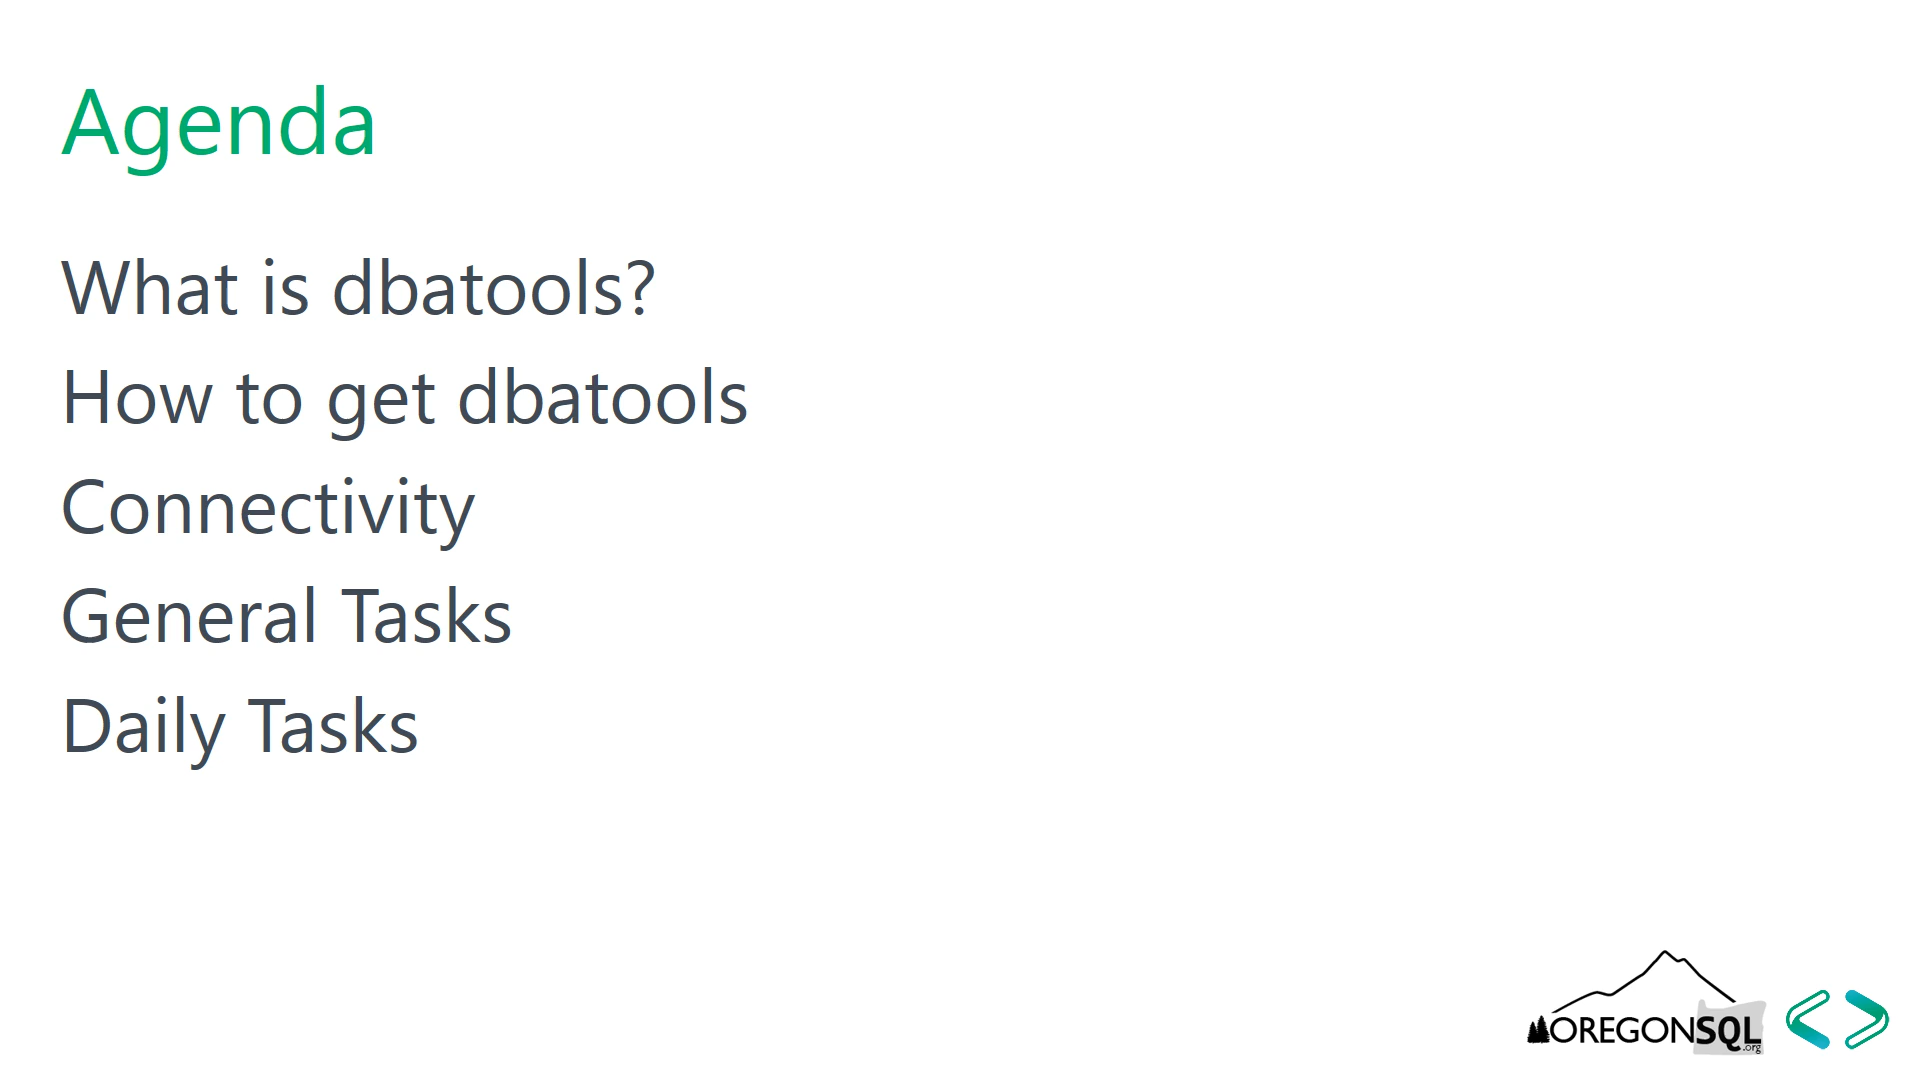 Agenda
What is dbatools?
How to get dbatools
Connectivity
General Tasks
Daily Tasks
OREGONSQL
.org